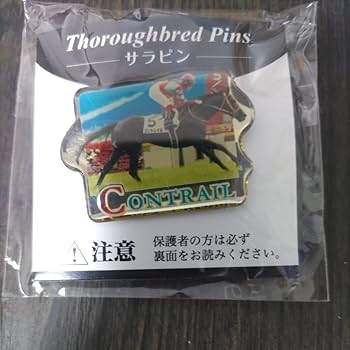 Thoroughbred Pins
サラピン
5
CONTRAIL
注意
保護者の方は必ず
裏面をお読みください。